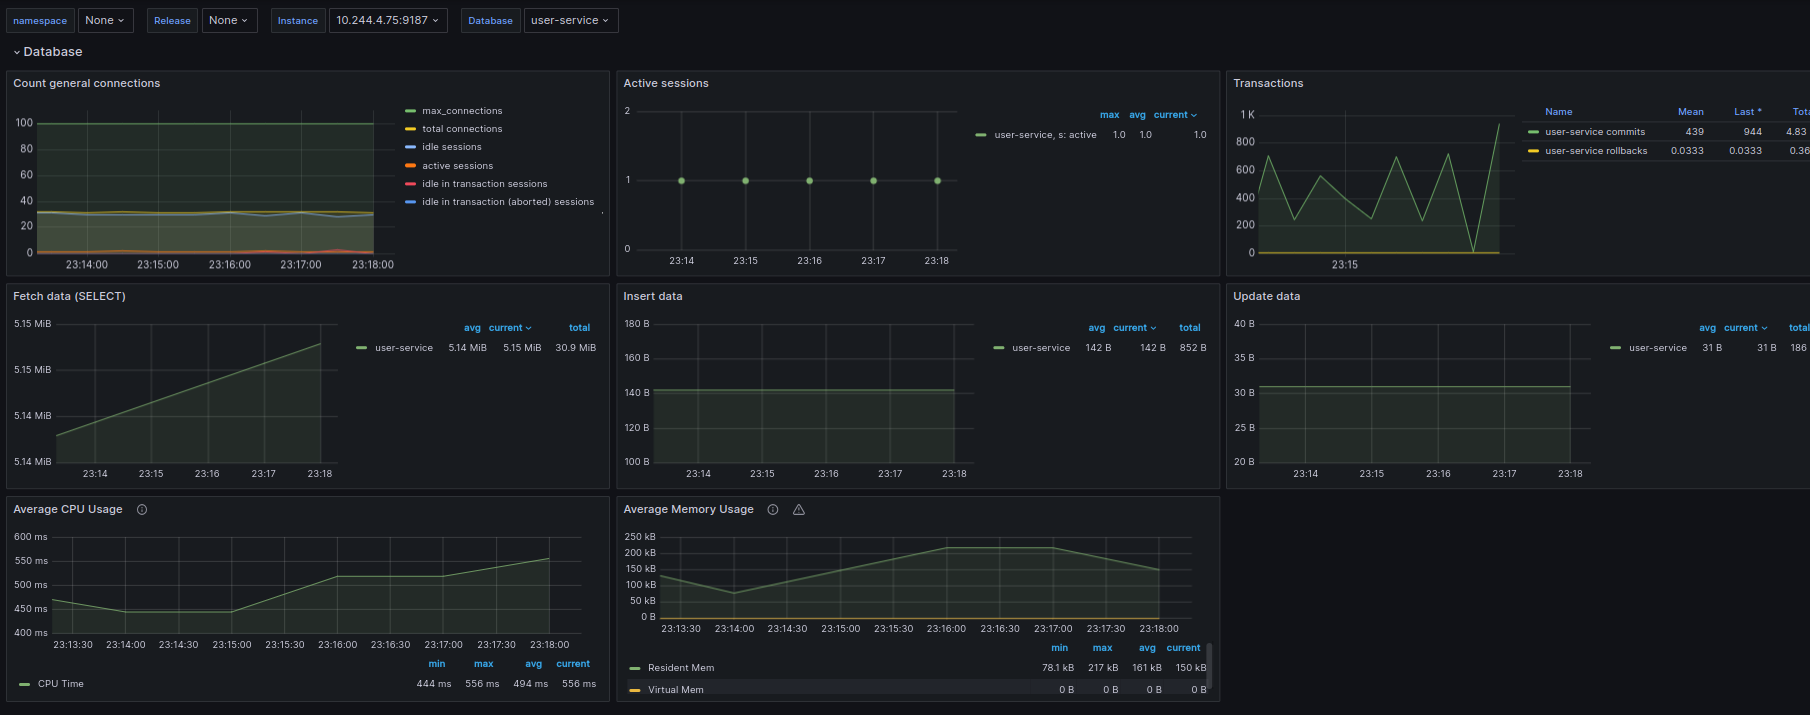 namespace None Release None Instance 10.244.4.75:9187 Database user-service
Database
Count general connections
100
80
60
40
20
0
23:14:00 23:15:00 23:16:00 23:17:00 23:18:00
max_connections
total connections
idle sessions
active sessions
idle in transaction sessions
idle in transaction (aborted) sessions
Active sessions
2
1
0
23:14 23:15 23:16 23:17 23:18
max avg current
user-service, s: active 1.0 1.0 1.0
Transactions
1 K
800
600
400
200
0
23:15
Name Mean Last * Tota
user-service commits 439 944 4.83
user-service rollbacks 0.0333 0.0333 0.36
Fetch data (SELECT)
5.15 MiB
5.15 MiB
5.14 MiB
5.14 MiB
23:14 23:15 23:16 23:17 23:18
avg current total
user-service 5.14 MiB 5.15 MiB 30.9 MiB
Insert data
180 B
160 B
140 B
120 B
100 B
23:14 23:15 23:16 23:17 23:18
avg current total
user-service 142 B 142 B 852 B
Update data
40 B
35 B
30 B
25 B
20 B
23:14 23:15 23:16 23:17 23:18
avg current total
user-service 31 B 31 B 186
Average CPU Usage
600 ms
550 ms
500 ms
450 ms
400 ms
23:13:30 23:14:00 23:14:30 23:15:00 23:15:30 23:16:00 23:16:30 23:17:00 23:17:30 23:18:00
min max avg current
CPU Time 444 ms 556 ms 494 ms 556 ms
Average Memory Usage
250 kB
200 kB
150 kB
100 kB
50 kB
0 B
23:13:30 23:14:00 23:14:30 23:15:00 23:15:30 23:16:00 23:16:30 23:17:00 23:17:30 23:18:00
min max avg current
Resident Mem 78.1 kB 217 kB 161 kB 150 kB
Virtual Mem 0 B 0 B 0 B 0 B